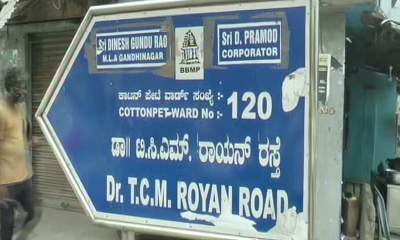 Sri DINESH GUNDU RAO
M.L.A GANDHINAGAR
BBMP
Sri D. PRAMOD
CORPORATOR
ಕಾಟನ್ ಪೇಟೆ ವಾರ್ಡ್ ಸಂಖ್ಯೆ :-
COTTONPET WARD No :- 120
ಡಾ|| ಟಿ.ಸಿ.ಎಮ್. ರಾಯನ್ ರಸ್ತೆ
Dr. T.C.M. ROYAN ROAD